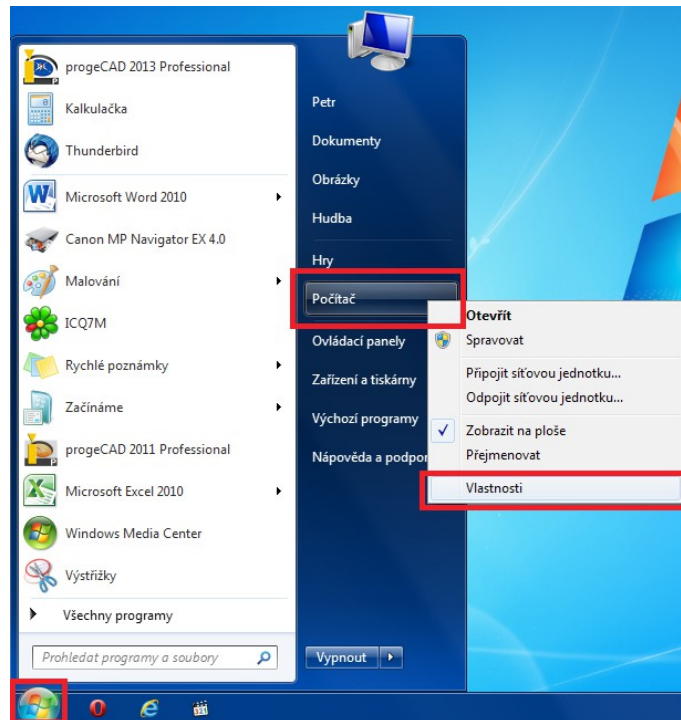 progeCAD 2013 Professional
Kalkulačka
Thunderbird
Microsoft Word 2010
Canon MP Navigator EX 4.0
Malování
ICQ7M
Rychlé poznámky
Začínáme
progeCAD 2011 Professional
Microsoft Excel 2010
Windows Media Center
Výstřižky
Všechny programy
Prohledat programy a soubory
Petr
Dokumenty
Obrázky
Hudba
Hry
Počítač
Ovládací panely
Zařízení a tiskárny
Výchozí programy
Nápověda a podpor
Vypnout
Otevřít
Spravovat
Připojit síťovou jednotku...
Odpojit síťovou jednotku...
Zobrazit na ploše
Přejmenovat
Vlastnosti